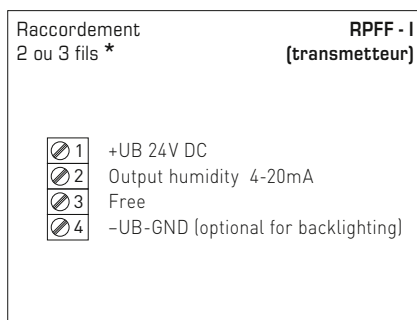 Raccordement RPFF - I
2 ou 3 fils * (transmetteur)
1 +UB 24V DC
2 Output humidity 4-20mA
3 Free
4 –UB-GND (optional for backlighting)